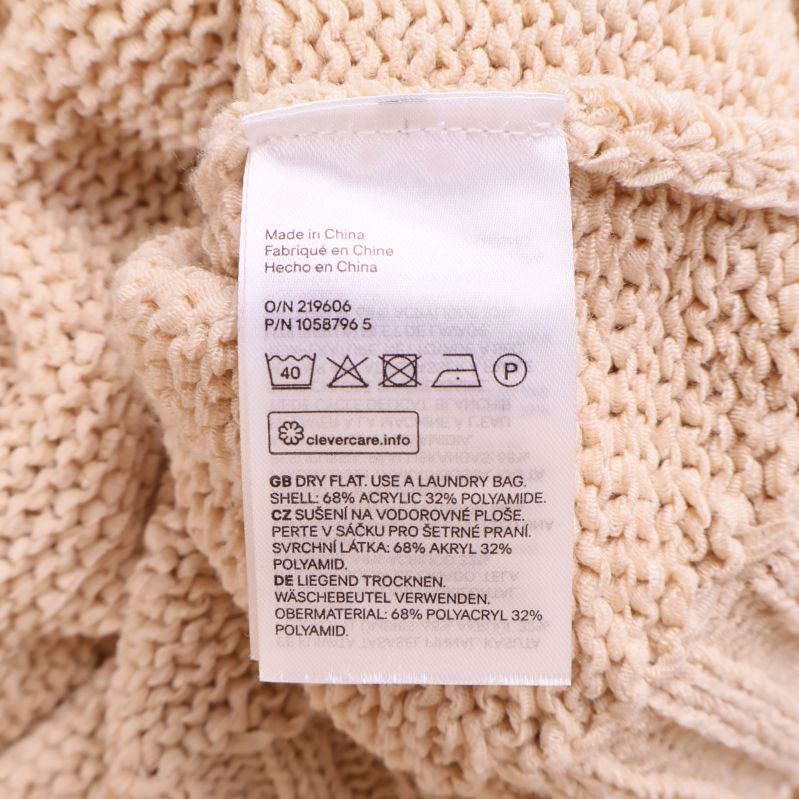 Made in China
Fabriqué en Chine
Hecho en China
O/N 219606
P/N 1058796 5
40
P
clevercare.info
GB DRY FLAT. USE A LAUNDRY BAG.
SHELL: 68% ACRYLIC 32% POLYAMIDE.
CZ SUŠENÍ NA VODOROVNÉ PLOŠE.
PERTE V SÁČKU PRO ŠETRNÉ PRANÍ.
SVRCHNÍ LÁTKA: 68% AKRYL 32%
POLYAMID.
DE LIEGEND TROCKNEN.
WÄSCHEBEUTEL VERWENDEN.
OBERMATERIAL: 68% POLYACRYL 32%
POLYAMID.